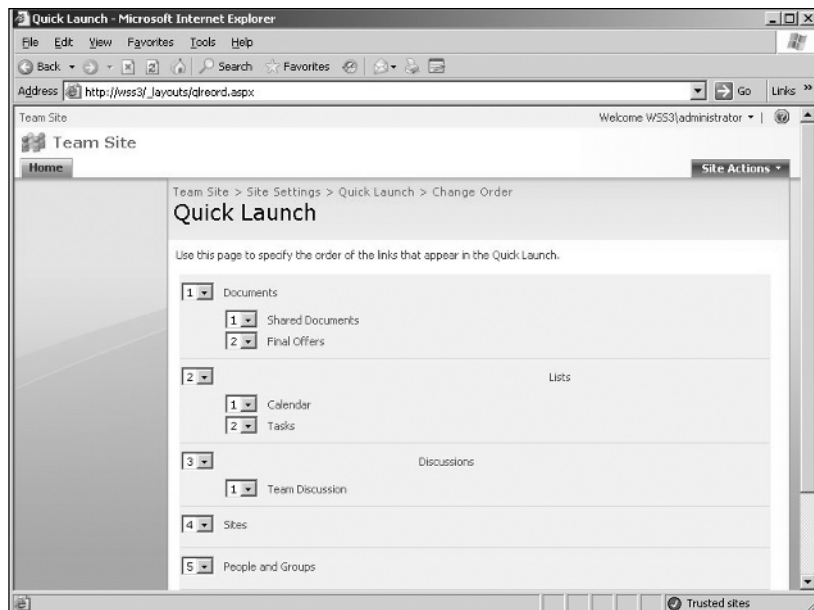 Quick Launch - Microsoft Internet Explorer
File Edit View Favorites Tools Help
Back Search Favorites
Address http://wss3/_layouts/qlreord.aspx Go Links »
Team Site Welcome WSS3\administrator
Team Site
Home Site Actions
Team Site > Site Settings > Quick Launch > Change Order
Quick Launch
Use this page to specify the order of the links that appear in the Quick Launch.
1 Documents
1 Shared Documents
2 Final Offers
2 Lists
1 Calendar
2 Tasks
3 Discussions
1 Team Discussion
4 Sites
5 People and Groups
Trusted sites